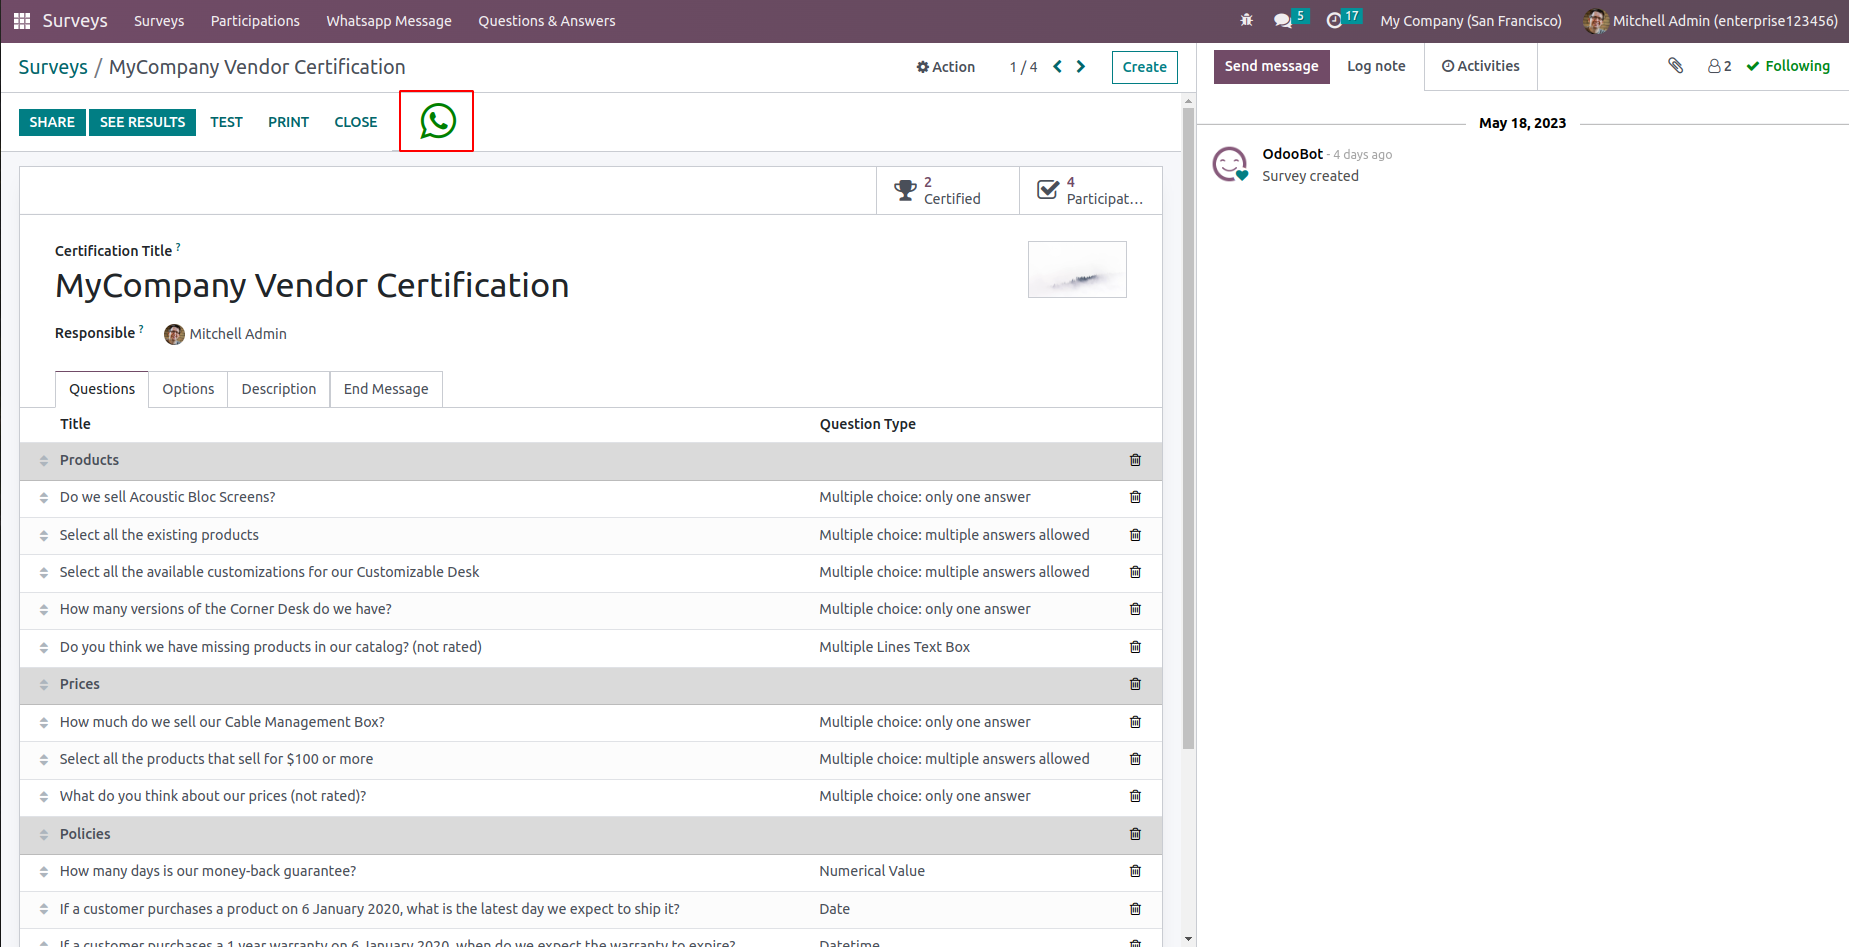 Surveys Surveys Participations Whatsapp Message Questions & Answers 5 17 My Company (San Francisco) Mitchell Admin (enterprise123456)
Surveys / MyCompany Vendor Certification Action 1 / 4 Create
Send message Log note Activities 2 Following
SHARE SEE RESULTS TEST PRINT CLOSE
May 18, 2023
OdooBot - 4 days ago
Survey created
2
Certified
4
Participat...
Certification Title ?
MyCompany Vendor Certification
Responsible ? Mitchell Admin
Questions Options Description End Message
Title Question Type
Products
Do we sell Acoustic Bloc Screens? Multiple choice: only one answer
Select all the existing products Multiple choice: multiple answers allowed
Select all the available customizations for our Customizable Desk Multiple choice: multiple answers allowed
How many versions of the Corner Desk do we have? Multiple choice: only one answer
Do you think we have missing products in our catalog? (not rated) Multiple Lines Text Box
Prices
How much do we sell our Cable Management Box? Multiple choice: only one answer
Select all the products that sell for $100 or more Multiple choice: multiple answers allowed
What do you think about our prices (not rated)? Multiple choice: only one answer
Policies
How many days is our money-back guarantee? Numerical Value
If a customer purchases a product on 6 January 2020, what is the latest day we expect to ship it? Date
If a customer purchases a 1 year warranty on 6 January 2020, when do we expect the warranty to expire? Datetime